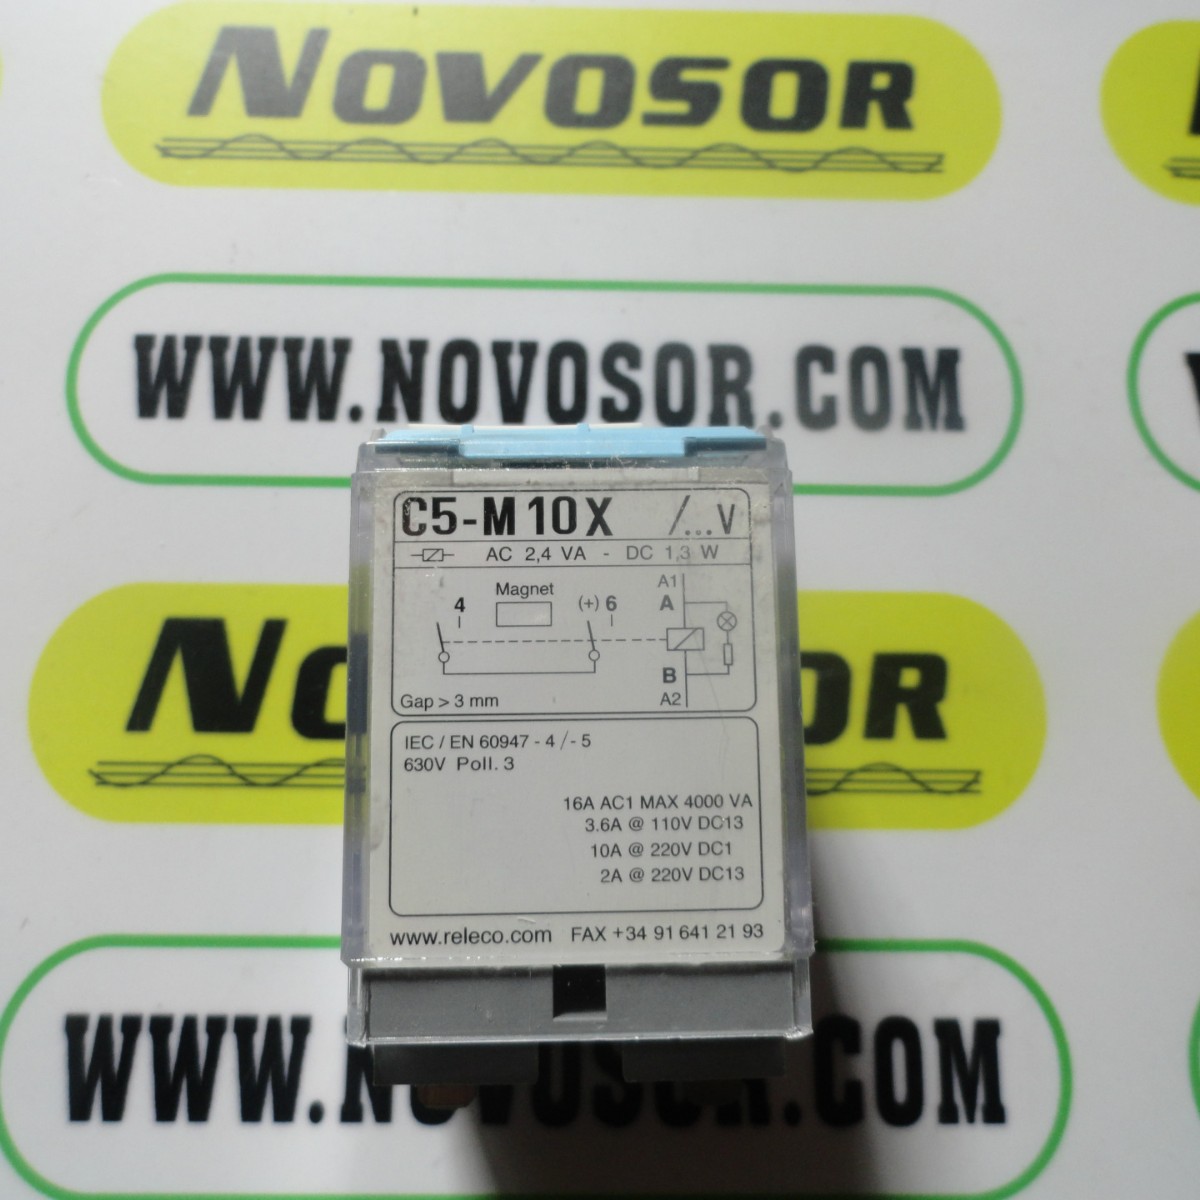 NOVOSOR
WWW.NOVOSOR.COM
C5-M10X /...V
AC 2,4 VA - DC 1,3 W
Magnet
4
(+) 6
A1
A
B
A2
Gap > 3 mm
IEC / EN 60947 - 4 / - 5
630V Poll. 3
16A AC1 MAX 4000 VA
3.6A @ 110V DC13
10A @ 220V DC1
2A @ 220V DC13
www.releco.com FAX +34 91 641 21 93
WWW.NOVOSOR.COM